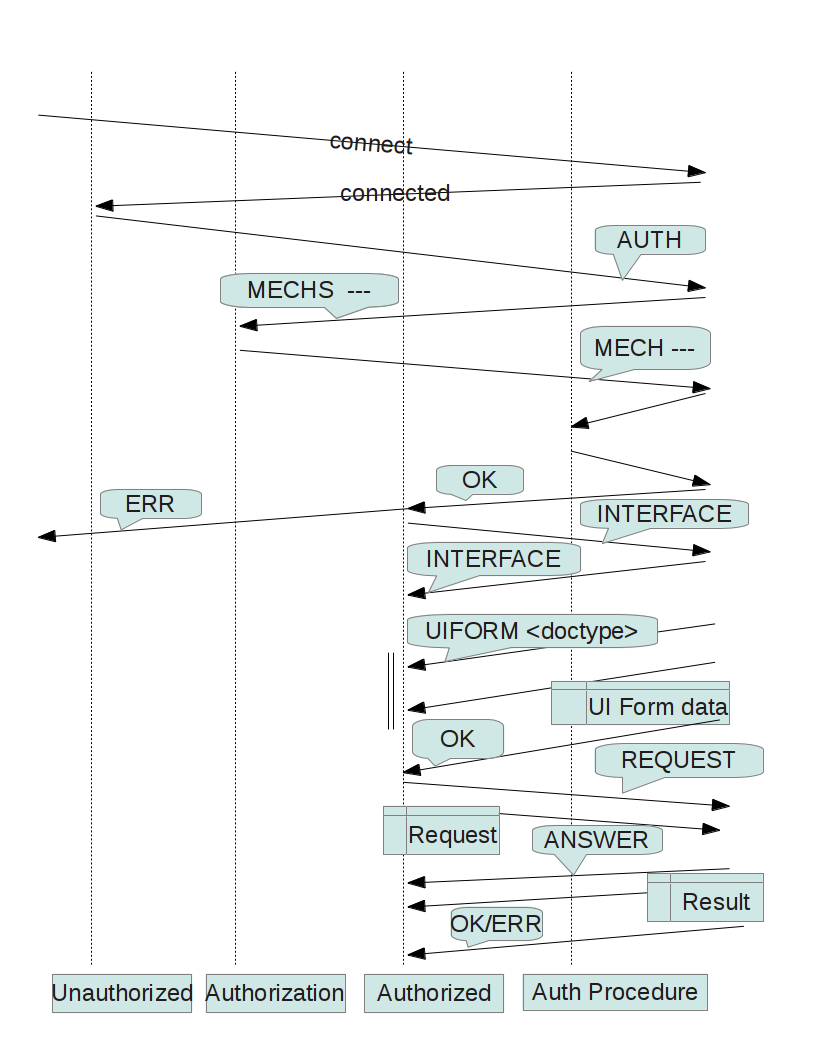 connect
connected
AUTH
MECHS ---
MECH ---
OK
ERR
INTERFACE
INTERFACE
UIFORM <doctype>
UI Form data
OK
REQUEST
Request
ANSWER
Result
OK/ERR
Unauthorized
Authorization
Authorized
Auth Procedure